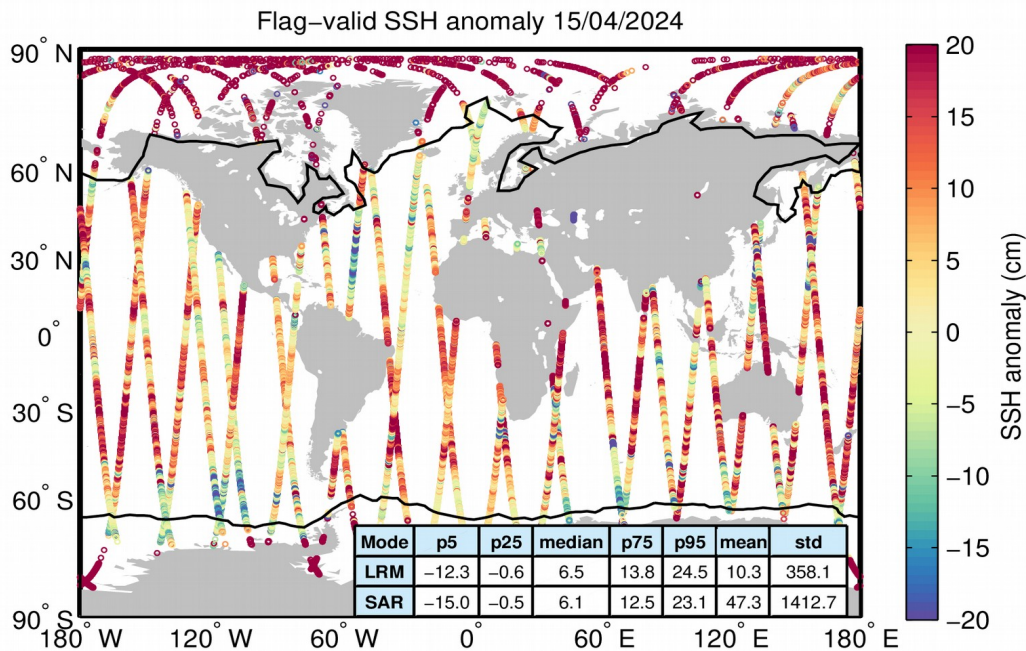 Flag−valid SSH anomaly 15/04/2024
90° N
60° N
30° N
0°
30° S
60° S
90° S
180° W
120° W
60° W
0°
60° E
120° E
180° E
Mode p5 p25 median p75 p95 mean std
LRM −12.3 −0.6 6.5 13.8 24.5 10.3 358.1
SAR −15.0 −0.5 6.1 12.5 23.1 47.3 1412.7
20
15
10
5
0
−5
−10
−15
−20
SSH anomaly (cm)